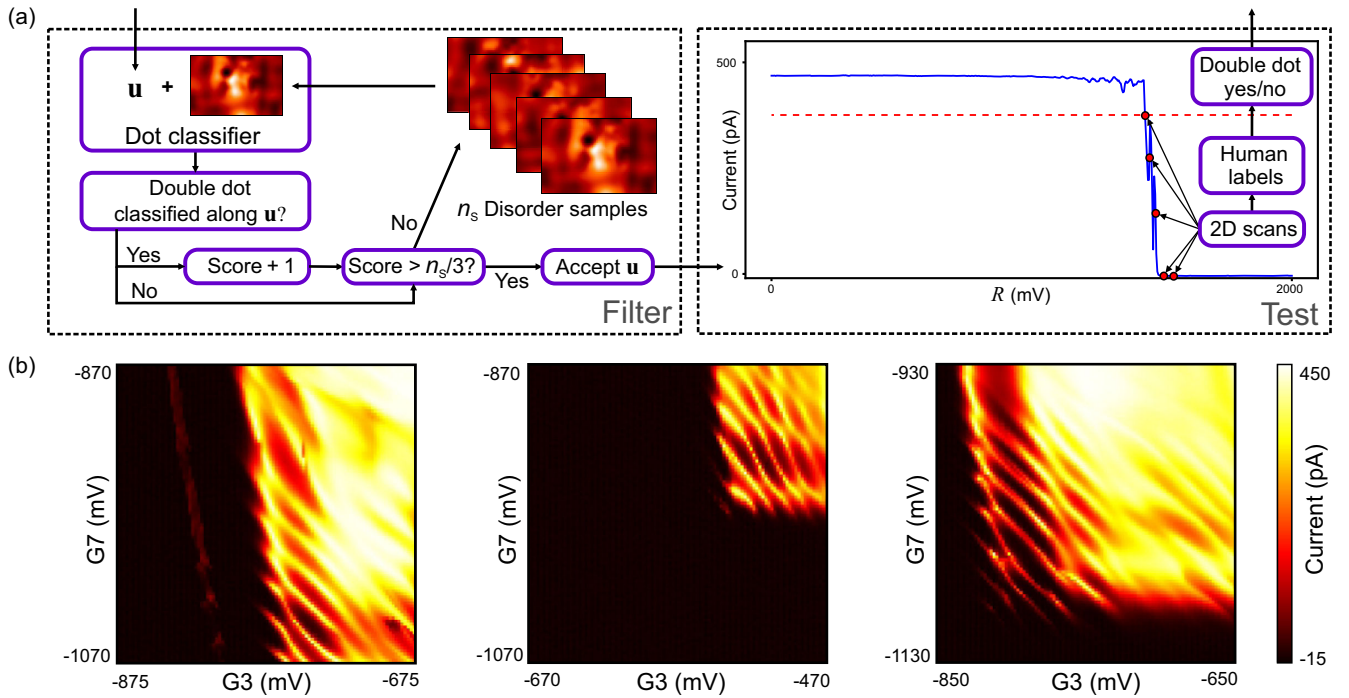 (a)
u +
Dot classifier
Double dot
classified along u?
Yes
No
Score + 1
Score > nS/3?
No
Yes
Accept u
nS Disorder samples
Filter
500
0
Current (pA)
0
R (mV)
2000
Double dot
yes/no
Human
labels
2D scans
Test
(b)
-870
G7 (mV)
-1070
-875
G3 (mV)
-675
-870
G7 (mV)
-1070
-670
G3 (mV)
-470
-930
G7 (mV)
-1130
-850
G3 (mV)
-650
450
Current (pA)
-15